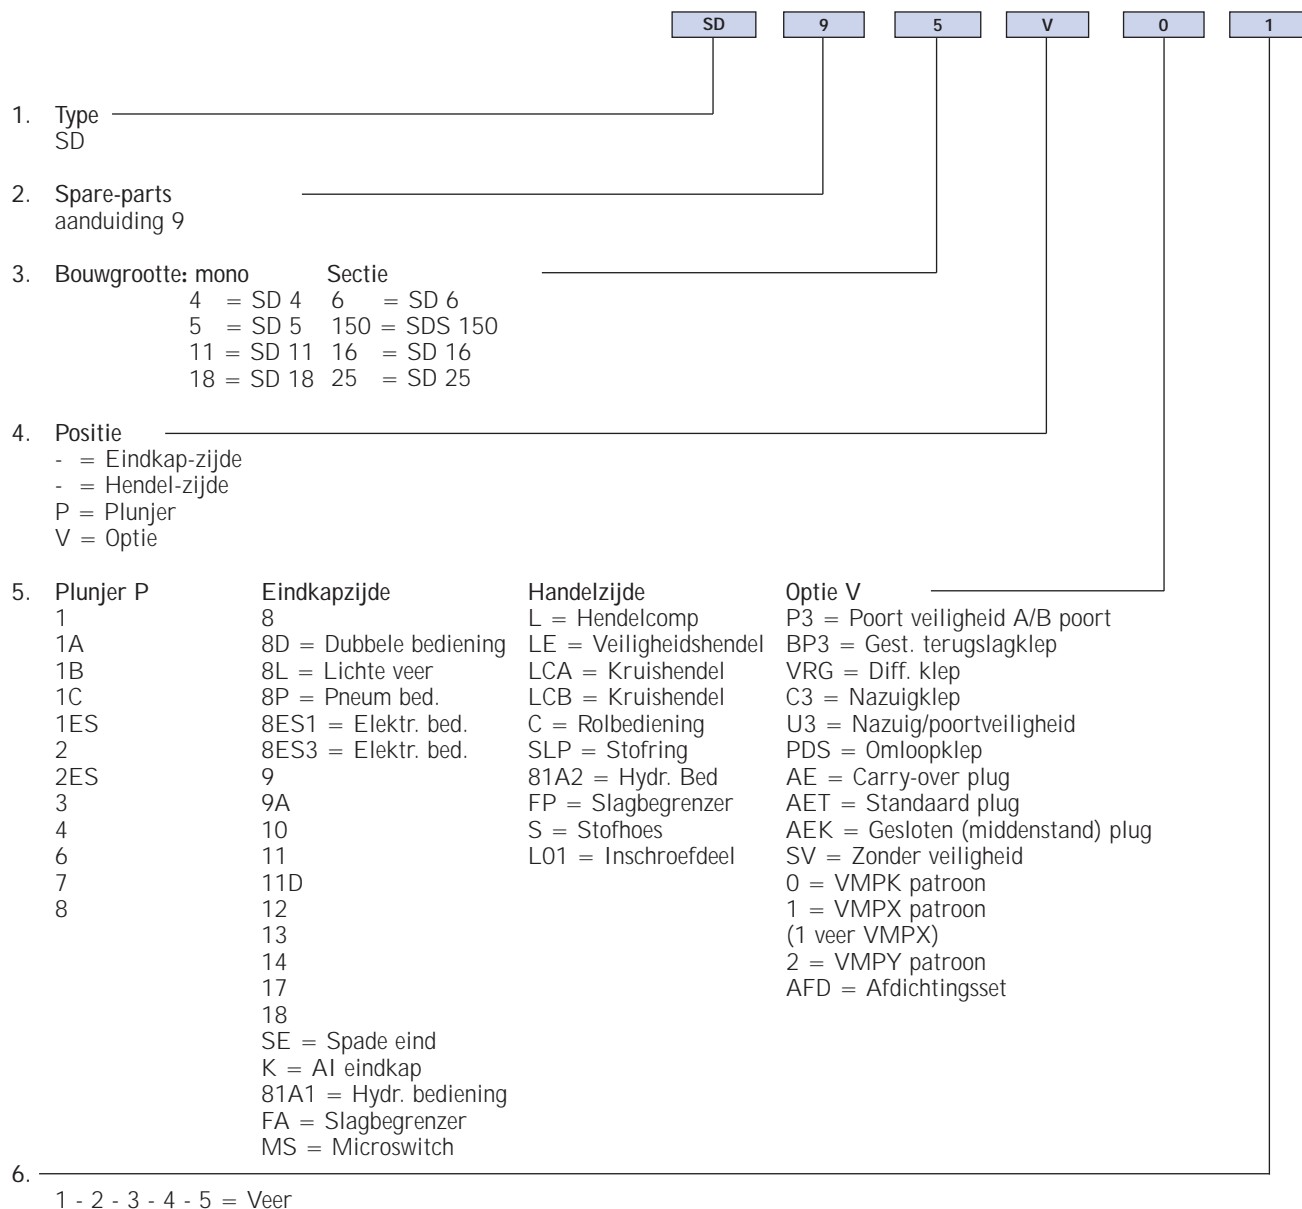 SD 9 5 V 0 1
1. Type
SD
2. Spare-parts
aanduiding 9
3. Bouwgrootte: mono Sectie
4 = SD 4 6 = SD 6
5 = SD 5 150 = SDS 150
11 = SD 11 16 = SD 16
18 = SD 18 25 = SD 25
4. Positie
- = Eindkap-zijde
- = Hendel-zijde
P = Plunjer
V = Optie
5. Plunjer P Eindkapzijde Handelzijde Optie V
1 8 L = Hendelcomp P3 = Poort veiligheid A/B poort
1A 8D = Dubbele bediening LE = Veiligheidshendel BP3 = Gest. terugslagklep
1B 8L = Lichte veer LCA = Kruishendel VRG = Diff. klep
1C 8P = Pneum bed. LCB = Kruishendel C3 = Nazuigklep
1ES 8ES1 = Elektr. bed. C = Rolbediening U3 = Nazuig/poortveiligheid
2 8ES3 = Elektr. bed. SLP = Stofring PDS = Omloopklep
2ES 9 81A2 = Hydr. Bed AE = Carry-over plug
3 9A FP = Slagbegrenzer AET = Standaard plug
4 10 S = Stofhoes AEK = Gesloten (middenstand) plug
6 11 L01 = Inschroefdeel SV = Zonder veiligheid
7 11D 0 = VMPK patroon
8 12 1 = VMPX patroon
13 (1 veer VMPX)
14 2 = VMPY patroon
17 AFD = Afdichtingsset
18
SE = Spade eind
K = AI eindkap
81A1 = Hydr. bediening
FA = Slagbegrenzer
MS = Microswitch
6.
1 - 2 - 3 - 4 - 5 = Veer